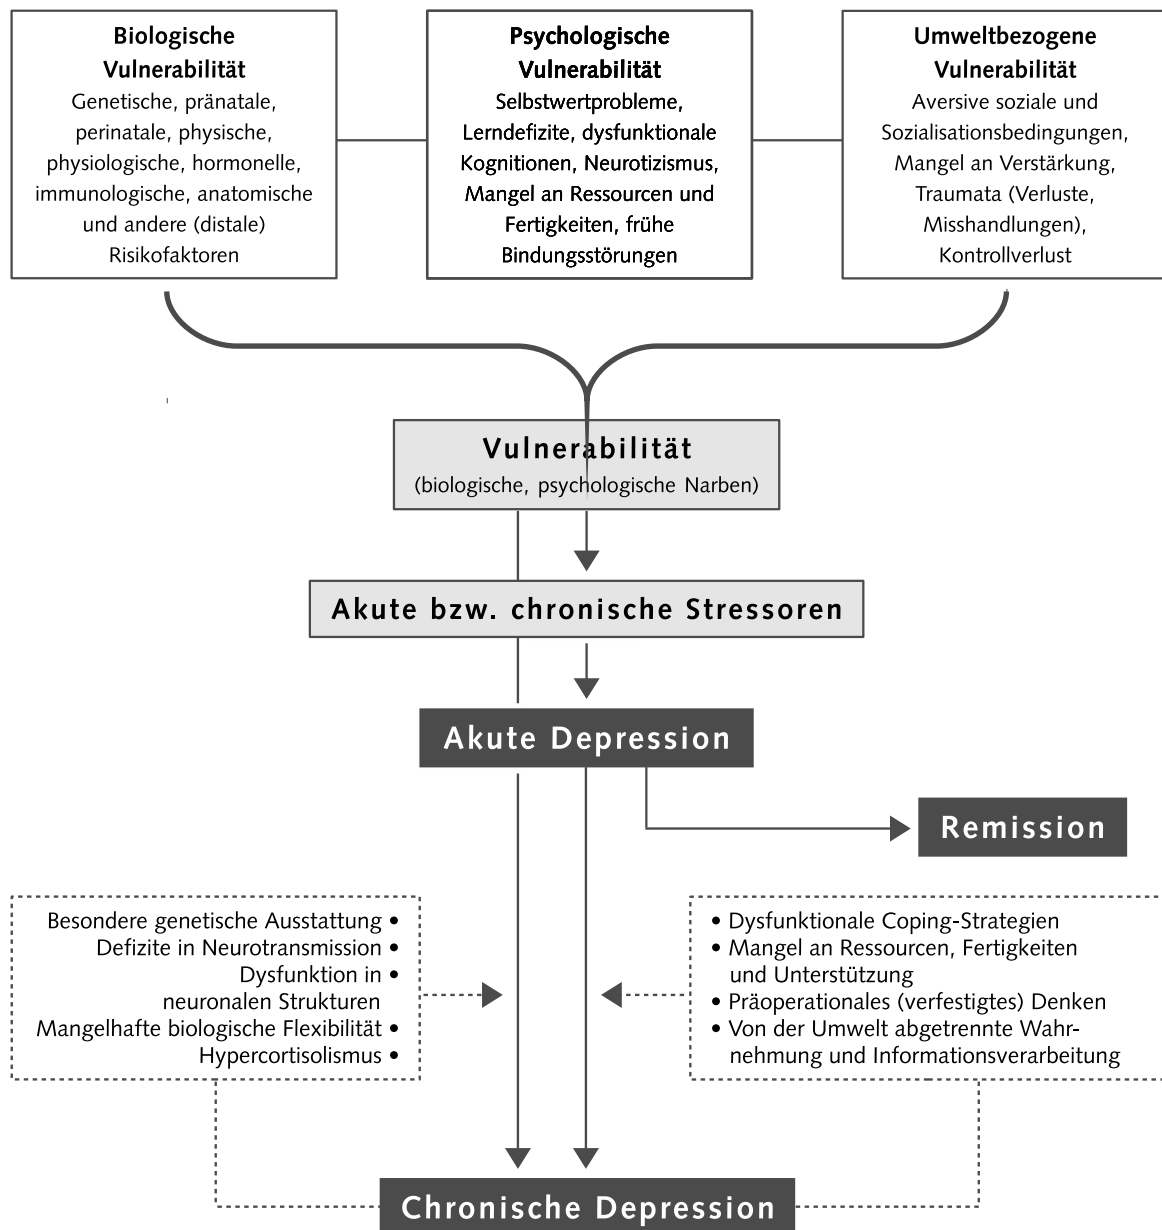 Biologische
Vulnerabilität
Genetische, pränatale,
perinatale, physische,
physiologische, hormonelle,
immunologische, anatomische
und andere (distale)
Risikofaktoren
Psychologische
Vulnerabilität
Selbstwertprobleme,
Lerndefizite, dysfunktionale
Kognitionen, Neurotizismus,
Mangel an Ressourcen und
Fertigkeiten, frühe
Bindungsstörungen
Umweltbezogene
Vulnerabilität
Aversive soziale und
Sozialisationsbedingungen,
Mangel an Verstärkung,
Traumata (Verluste,
Misshandlungen),
Kontrollverlust
Vulnerabilität
(biologische, psychologische Narben)
Akute bzw. chronische Stressoren
Akute Depression
Remission
Besondere genetische Ausstattung •
Defizite in Neurotransmission •
Dysfunktion in •
neuronalen Strukturen
Mangelhafte biologische Flexibilität •
Hypercortisolismus •
• Dysfunktionale Coping-Strategien
• Mangel an Ressourcen, Fertigkeiten
und Unterstützung
• Präoperationales (verfestigtes) Denken
• Von der Umwelt abgetrennte Wahr-
nehmung und Informationsverarbeitung
Chronische Depression